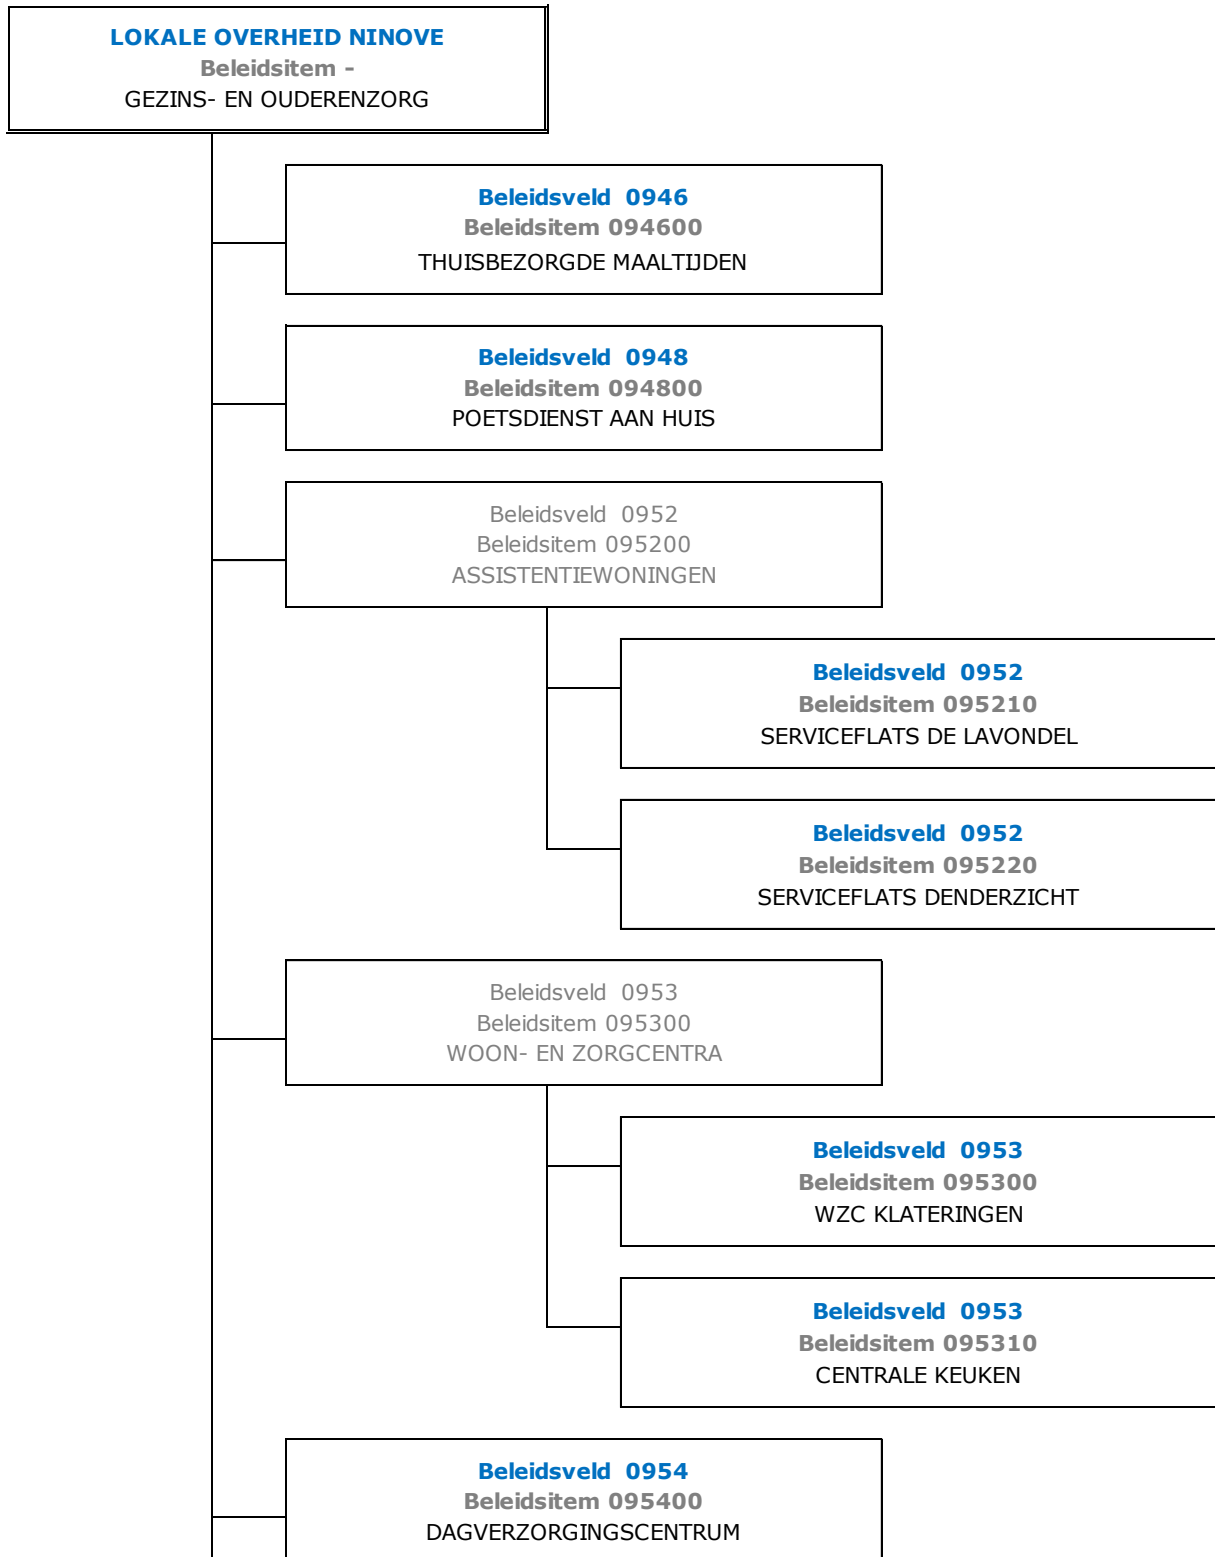 LOKALE OVERHEID NINOVE
Beleidsitem -
GEZINS- EN OUDERENZORG
Beleidsveld 0946
Beleidsitem 094600
THUISBEZORGDE MAALTIJDEN
Beleidsveld 0948
Beleidsitem 094800
POETSDIENST AAN HUIS
Beleidsveld 0952
Beleidsitem 095200
ASSISTENTIEWONINGEN
Beleidsveld 0952
Beleidsitem 095210
SERVICEFLATS DE LAVONDEL
Beleidsveld 0952
Beleidsitem 095220
SERVICEFLATS DENDERZICHT
Beleidsveld 0953
Beleidsitem 095300
WOON- EN ZORGCENTRA
Beleidsveld 0953
Beleidsitem 095300
WZC KLATERINGEN
Beleidsveld 0953
Beleidsitem 095310
CENTRALE KEUKEN
Beleidsveld 0954
Beleidsitem 095400
DAGVERZORGINGSCENTRUM